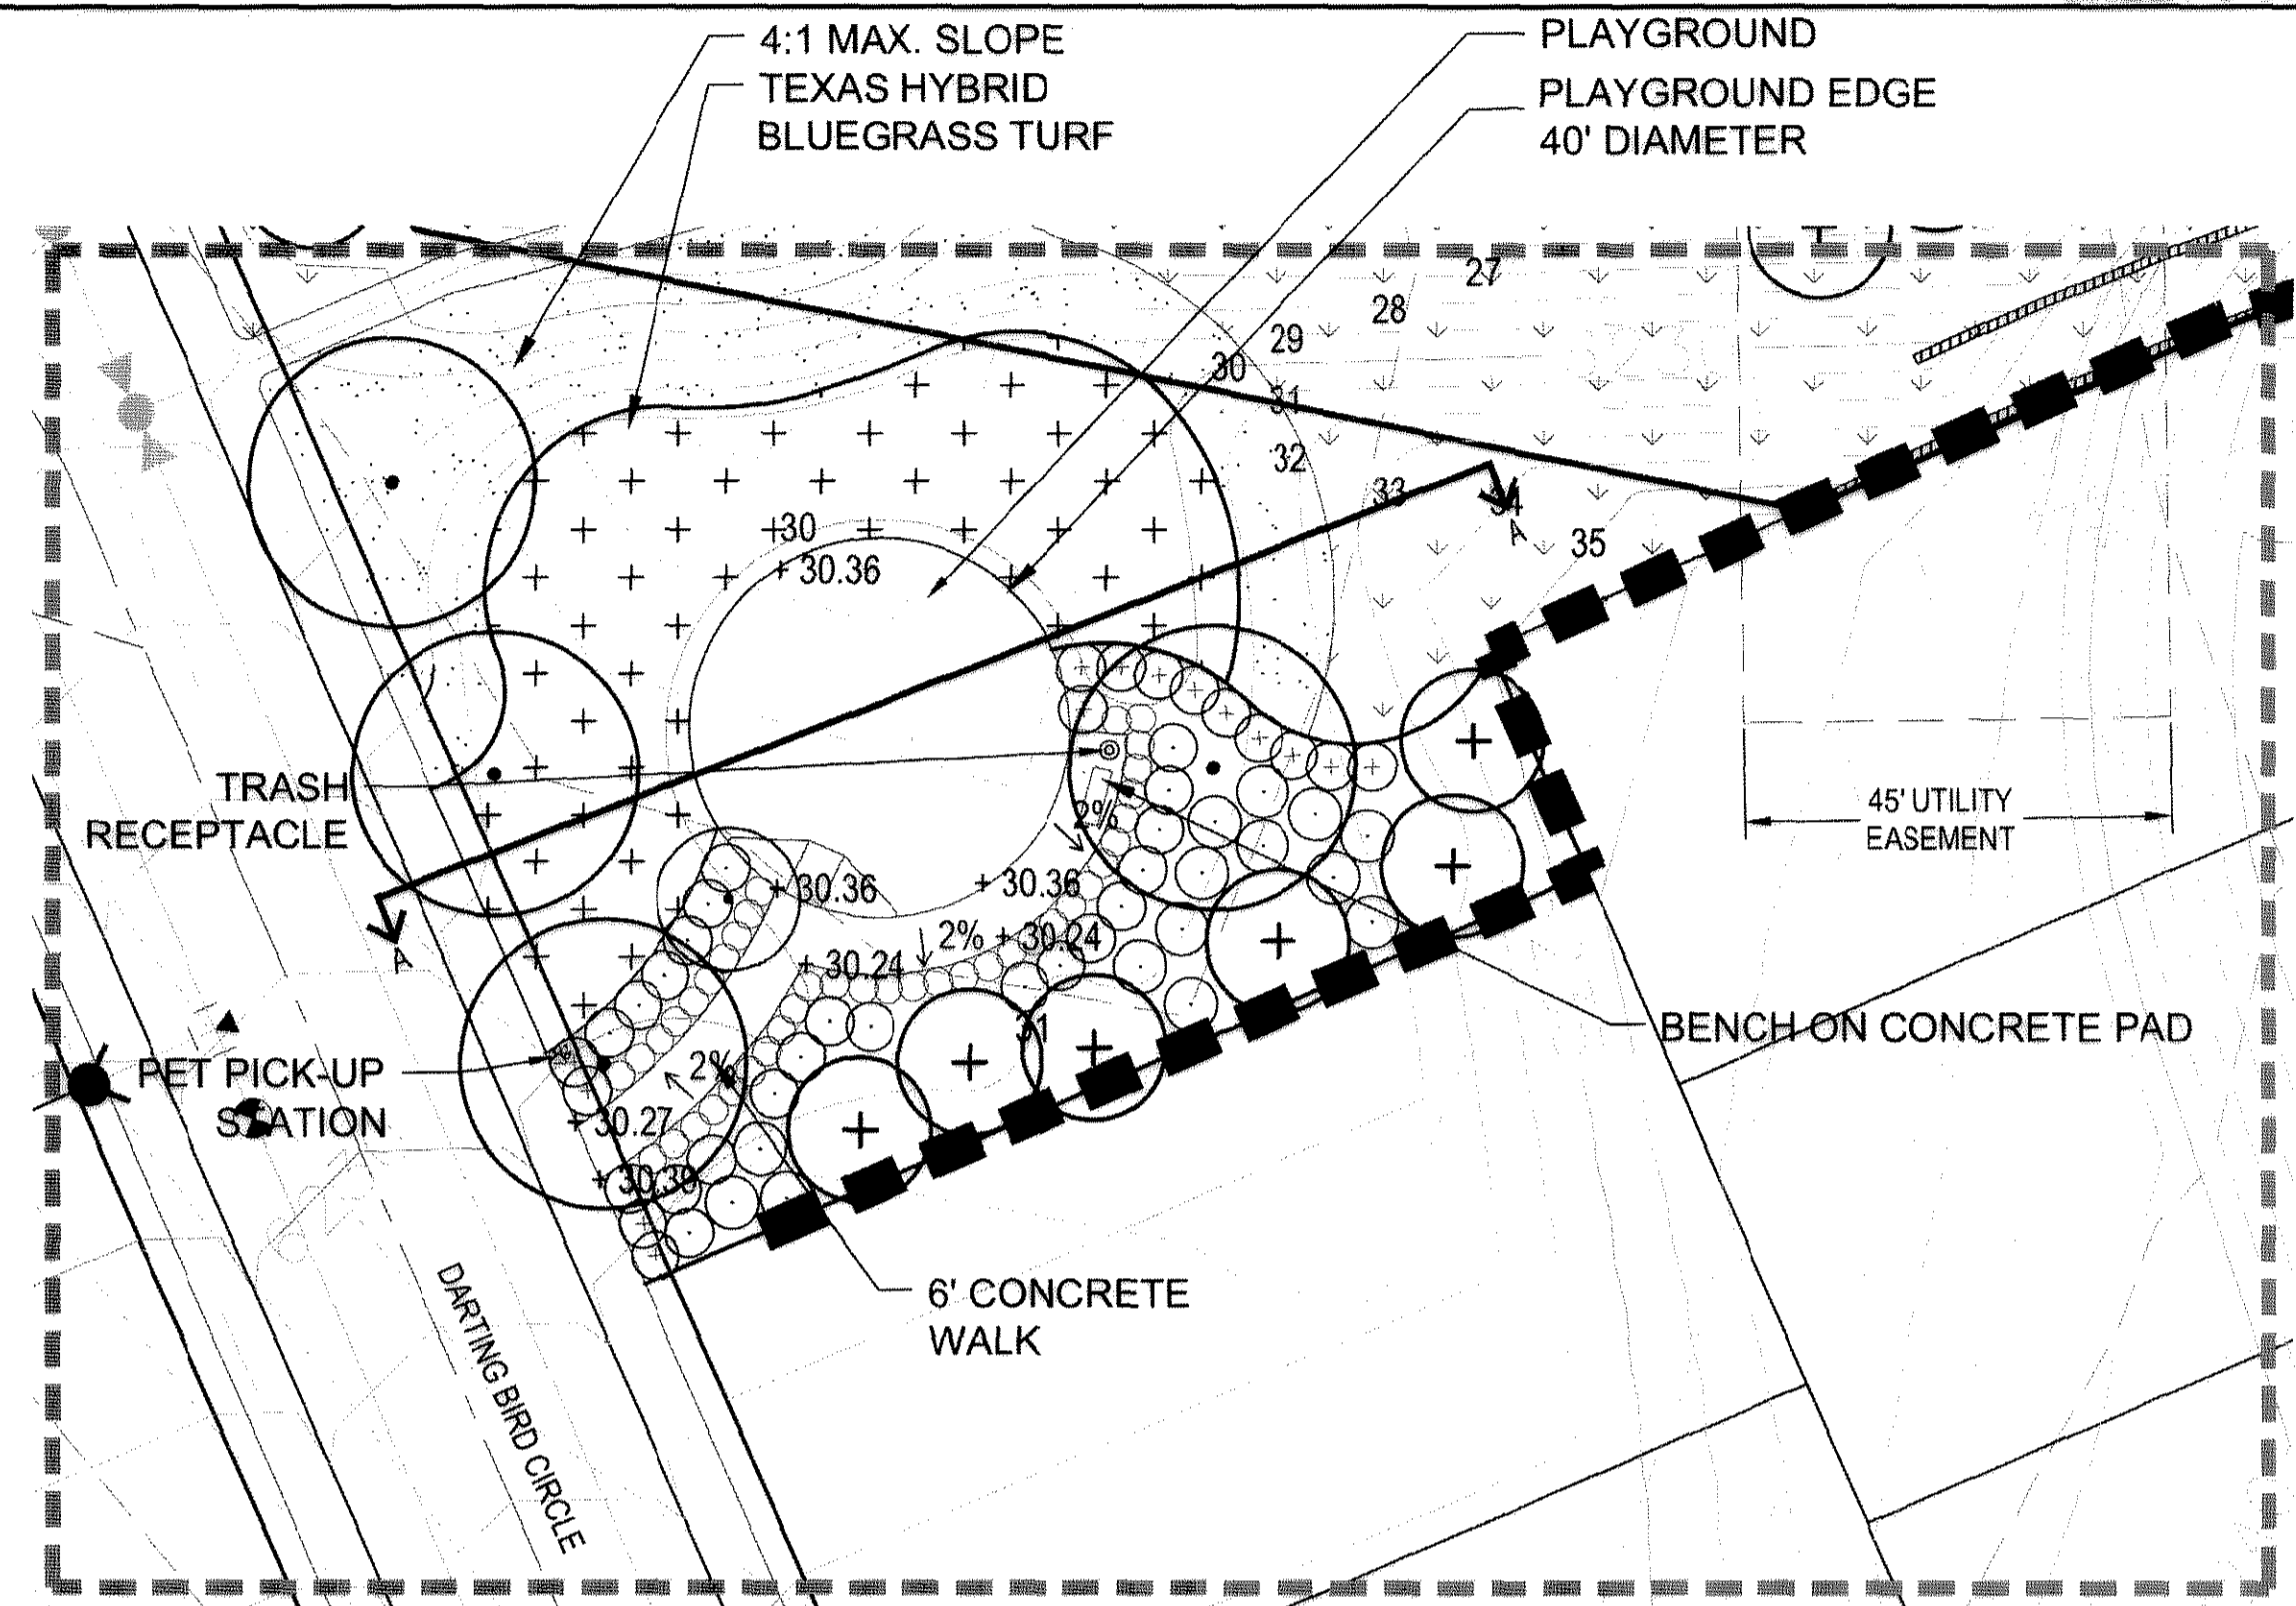 4:1 MAX. SLOPE
TEXAS HYBRID
BLUEGRASS TURF
PLAYGROUND
PLAYGROUND EDGE
40' DIAMETER
27
28
29
30
31
32
33
34
35
A
30
+ 30.36
TRASH
RECEPTACLE
2%
45' UTILITY
EASEMENT
+ 30.36
+ 30.36
2%
+ 30.24
+ 30.24
A
31
BENCH ON CONCRETE PAD
PET PICK-UP
STATION
2%
+ 30.27
+ 30.30
6' CONCRETE
WALK
DARTING BIRD CIRCLE